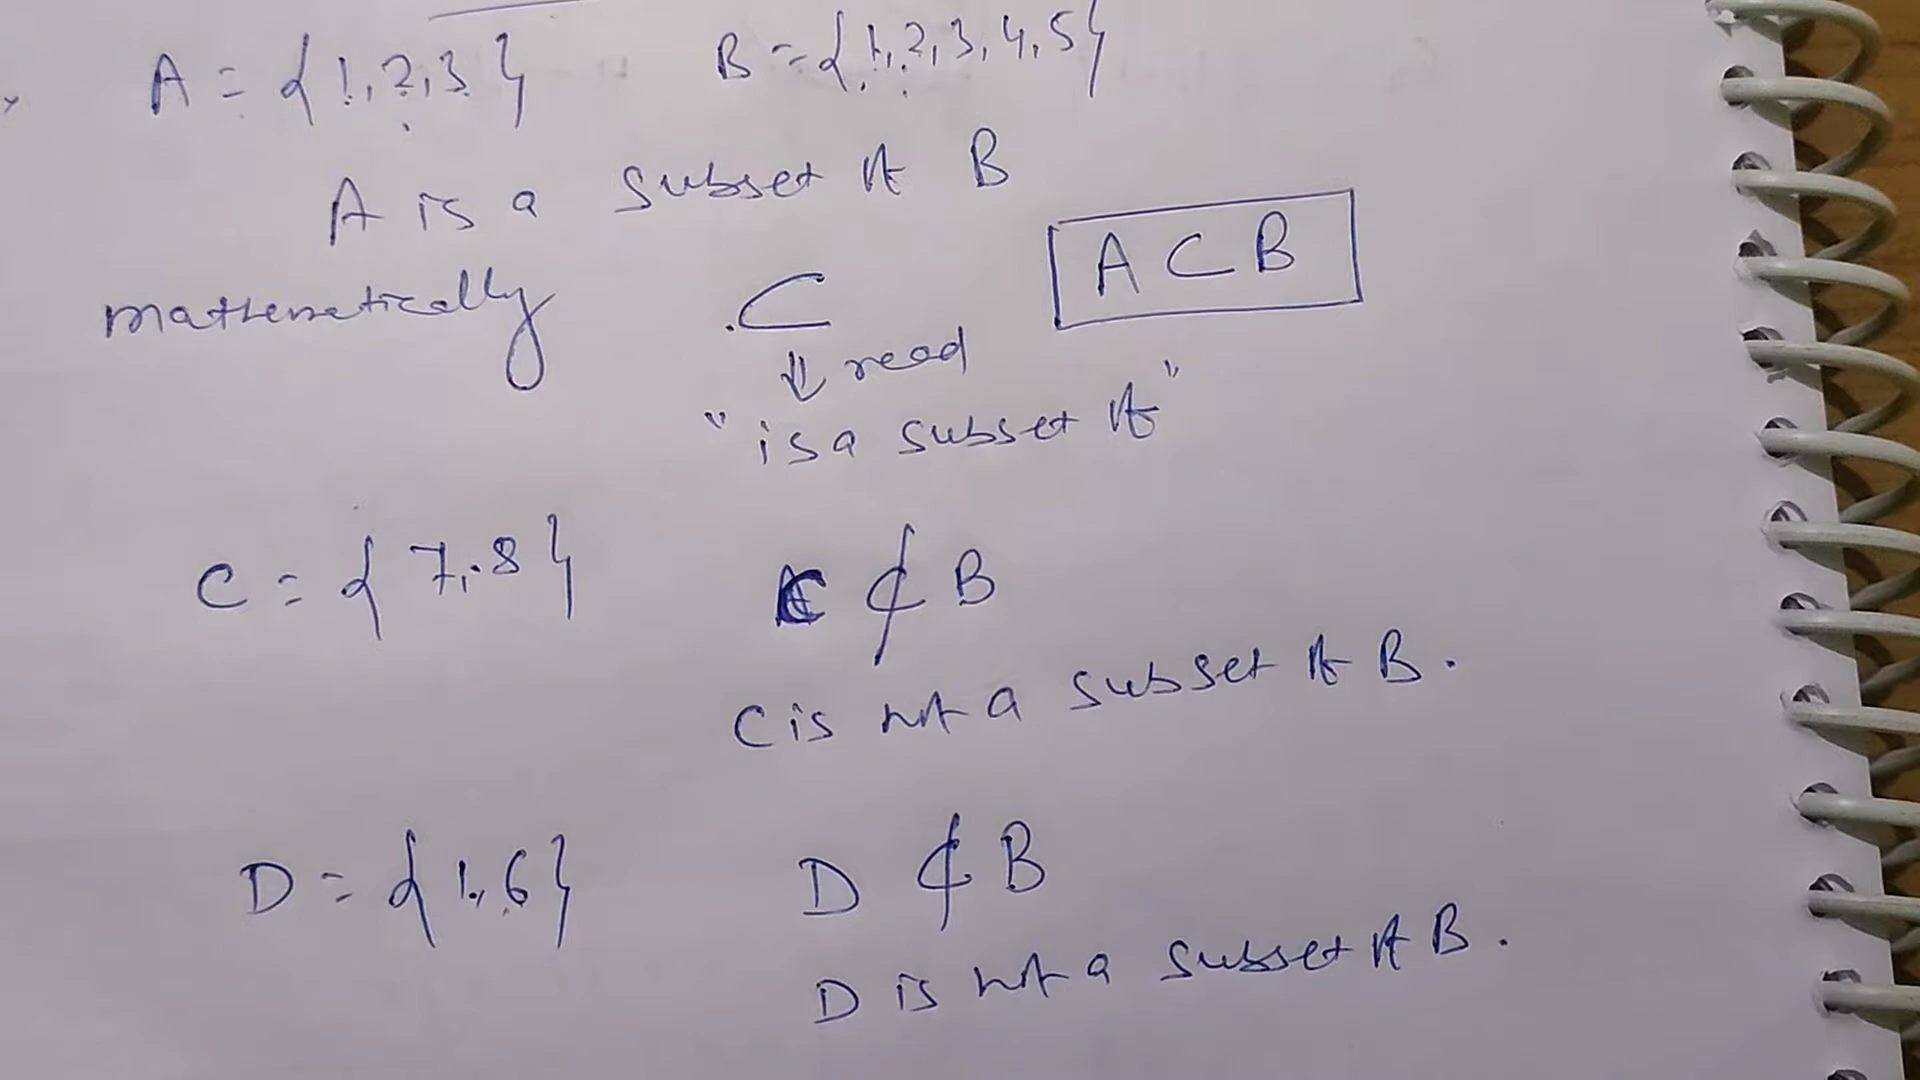 A = {1,2,3} B = {1,2,3,4,5}
A is a subset of B
mathematically ⊂ A ⊂ B
⇓ read
"is a subset of"
C = {7,8} C ⊄ B
C is not a subset of B.
D = {1,6} D ⊄ B
D is not a subset of B.